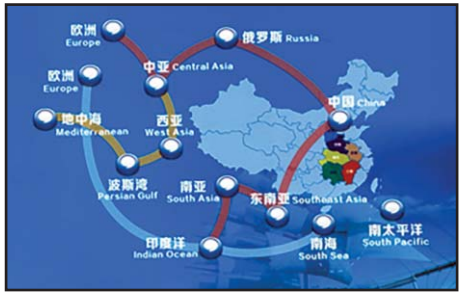 欧洲
Europe
俄罗斯 Russia
中亚 Central Asia
欧洲
Europe
中国 China
地中海
Mediterranean
西亚
West Asia
波斯湾
Persian Gulf
南亚
South Asia
东南亚 Southeast Asia
印度洋
Indian Ocean
南海
South Sea
南太平洋
South Pacific